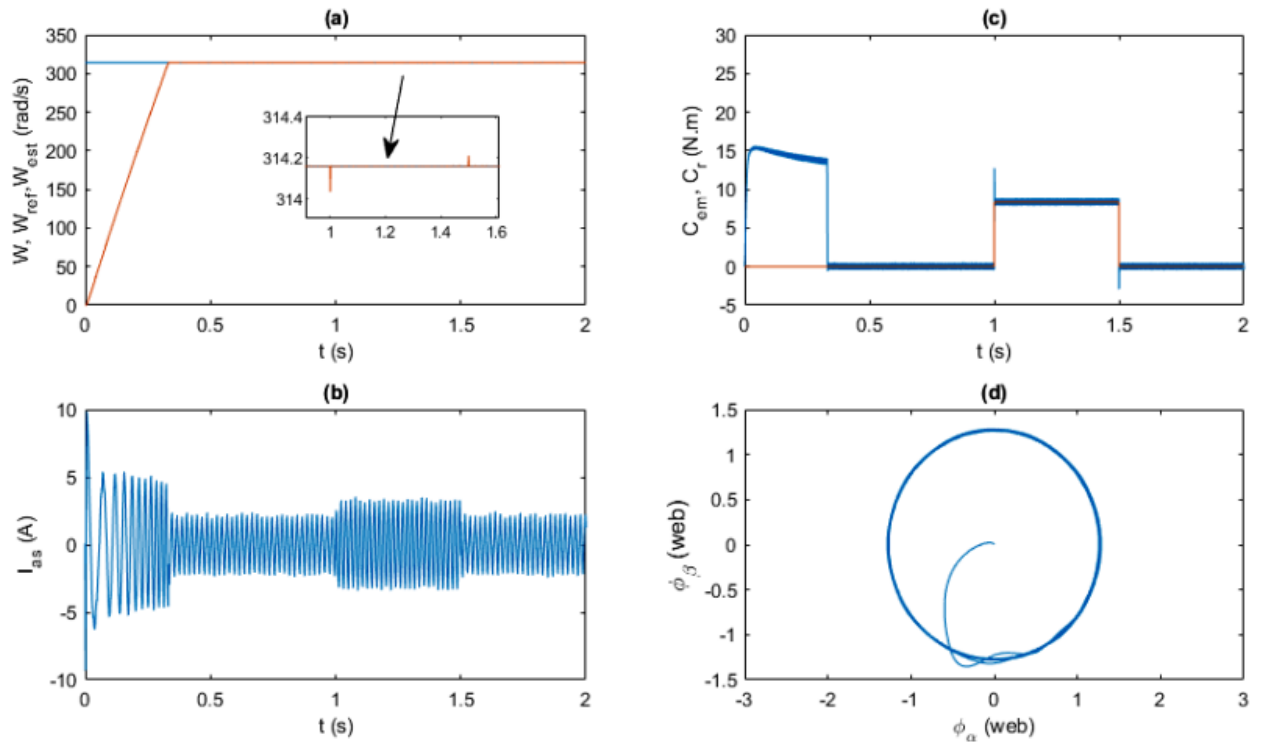 (a)
W, W_ref, W_est (rad/s)
350
300
250
200
150
100
50
0
314.4
314.2
314
1 1.2 1.4 1.6
0 0.5 1 1.5 2
t (s)
(c)
C_em, C_r (N.m)
30
25
20
15
10
5
0
-5
0 0.5 1 1.5 2
t (s)
(b)
I_as (A)
10
5
0
-5
-10
0 0.5 1 1.5 2
t (s)
(d)
ϕ_β (web)
1.5
1
0.5
0
-0.5
-1
-1.5
-3 -2 -1 0 1 2 3
ϕ_α (web)